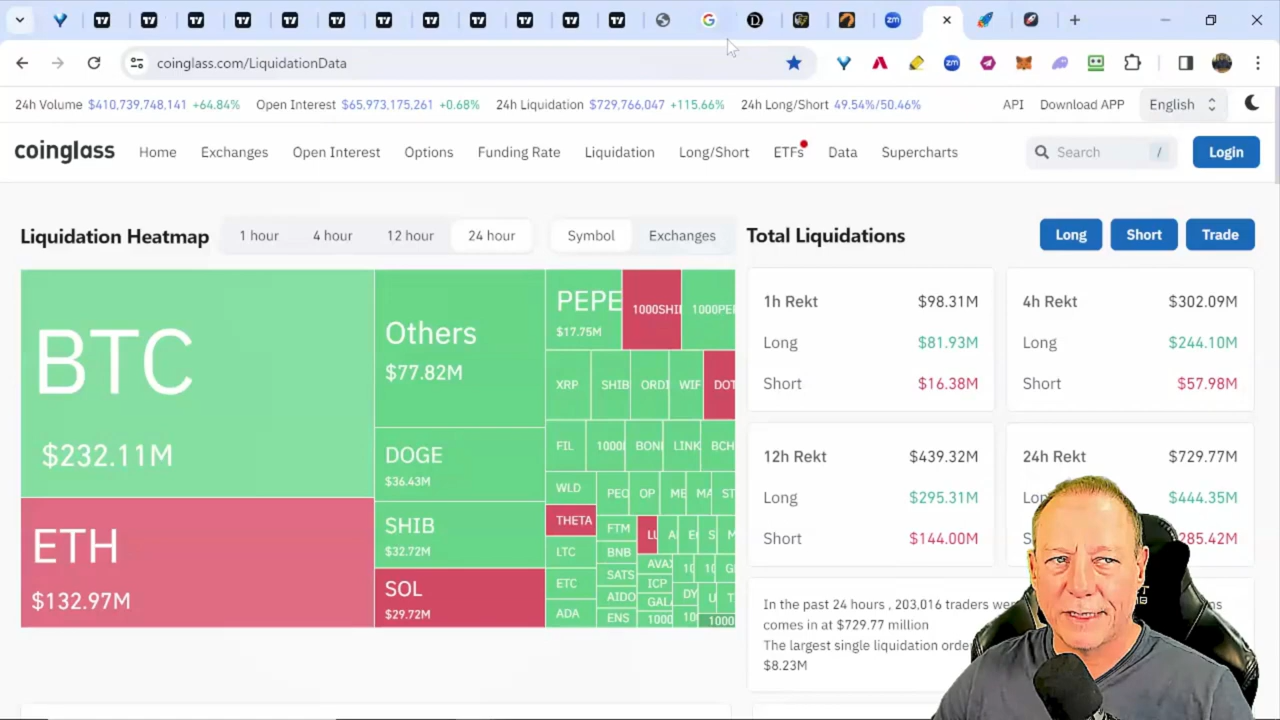 coinglass.com/LiquidationData
24h Volume $410,739,748,141 +64.84% Open Interest $65,973,175,261 +0.68% 24h Liquidation $729,766,047 +115.66% 24h Long/Short 49.54%/50.46% API Download APP English
coinglass Home Exchanges Open Interest Options Funding Rate Liquidation Long/Short ETFs Data Supercharts Search / Login
Liquidation Heatmap 1 hour 4 hour 12 hour 24 hour Symbol Exchanges
BTC
$232.11M
ETH
$132.97M
Others
$77.82M
DOGE
$36.43M
SHIB
$32.72M
SOL
$29.72M
PEPE 1000SHI 1000PE
$17.75M
XRP SHIB ORDI WIF DOT
FIL 1000 BON LINK BCH
WLD PEO OP ME MA ST
THETA FTM
LTC BNB AVA
ETC SATS ICP DY
AIDO GAL
ADA ENS 1000 10 1000
Total Liquidations Long Short Trade
1h Rekt $98.31M
Long $81.93M
Short $16.38M
4h Rekt $302.09M
Long $244.10M
Short $57.98M
12h Rekt $439.32M
Long $295.31M
Short $144.00M
24h Rekt $729.77M
$444.35M
285.42M
In the past 24 hours , 203,016 traders
comes in at $729.77 million
The largest single liquidation
$8.23M